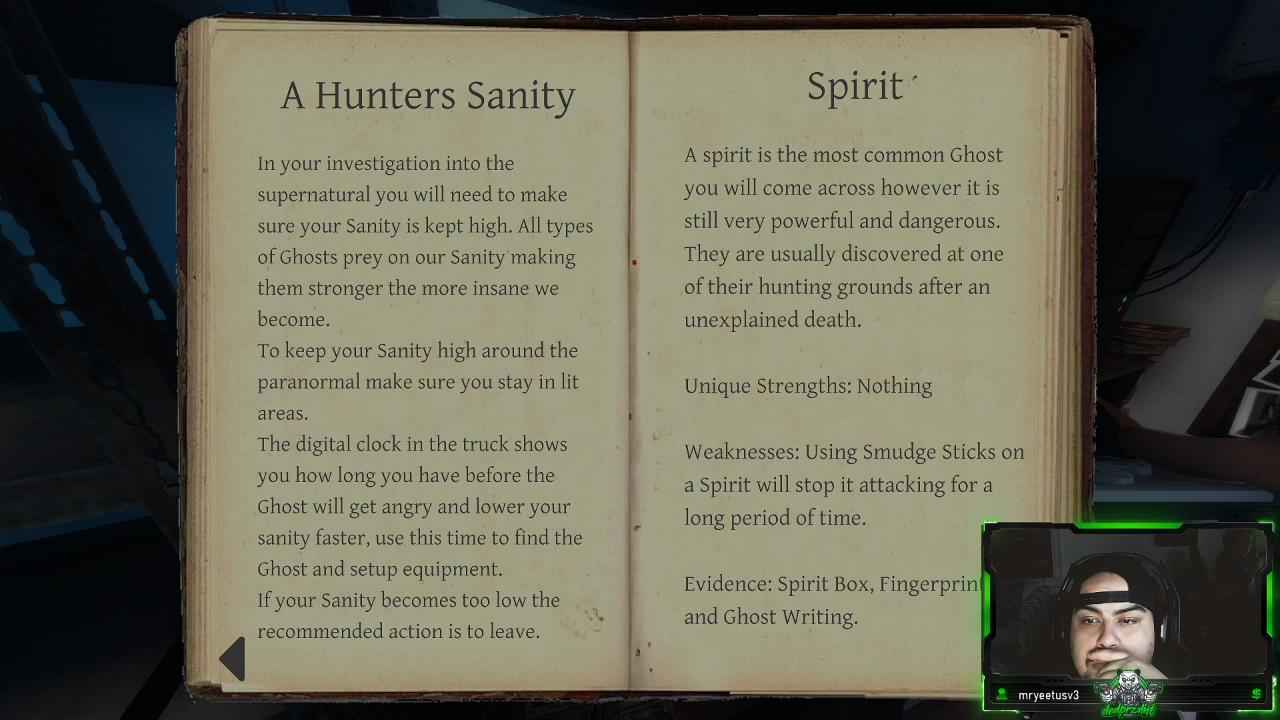 A Hunters Sanity
In your investigation into the
supernatural you will need to make
sure your Sanity is kept high. All types
of Ghosts prey on our Sanity making
them stronger the more insane we
become.
To keep your Sanity high around the
paranormal make sure you stay in lit
areas.
The digital clock in the truck shows
you how long you have before the
Ghost will get angry and lower your
sanity faster, use this time to find the
Ghost and setup equipment.
If your Sanity becomes too low the
recommended action is to leave.
Spirit
A spirit is the most common Ghost
you will come across however it is
still very powerful and dangerous.
They are usually discovered at one
of their hunting grounds after an
unexplained death.
Unique Strengths: Nothing
Weaknesses: Using Smudge Sticks on
a Spirit will stop it attacking for a
long period of time.
Evidence: Spirit Box, Fingerprin
and Ghost Writing.
mryeetusv3